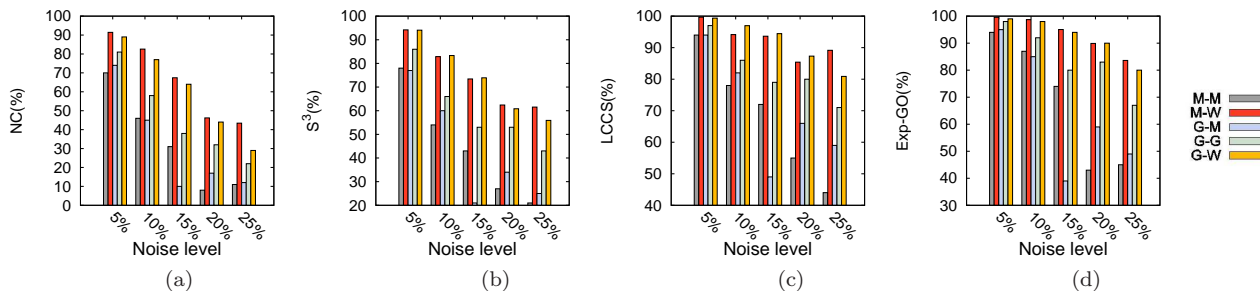 NC(%)
100
90
80
70
60
50
40
30
20
10
0
5% 10% 15% 20% 25%
Noise level
(a)
S³(%)
100
90
80
70
60
50
40
30
20
5% 10% 15% 20% 25%
Noise level
(b)
LCCS(%)
100
90
80
70
60
50
40
5% 10% 15% 20% 25%
Noise level
(c)
Exp-GO(%)
100
90
80
70
60
50
40
30
5% 10% 15% 20% 25%
Noise level
(d)
M-M
M-W
G-M
G-G
G-W